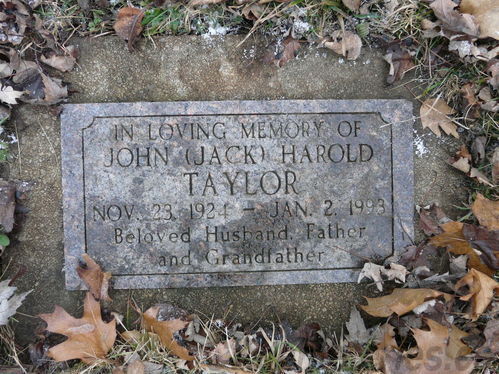 IN LOVING MEMORY OF
JOHN (JACK) HAROLD
TAYLOR
NOV. 23. 1924 – JAN. 2. 1993
Beloved Husband, Father
and Grandfather